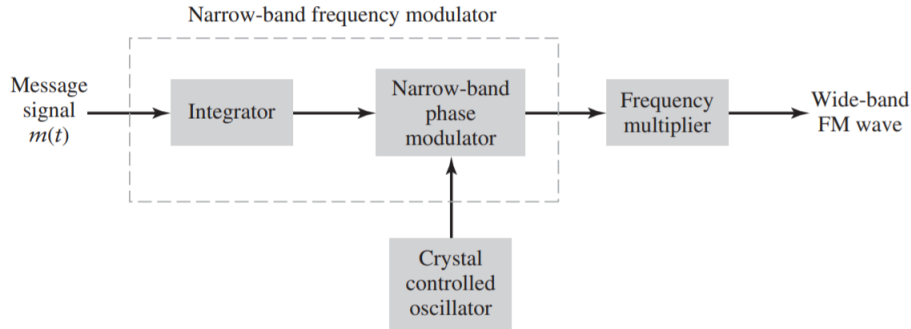 Narrow-band frequency modulator
Message
signal
m(t)
Integrator
Narrow-band
phase
modulator
Frequency
multiplier
Wide-band
FM wave
Crystal
controlled
oscillator